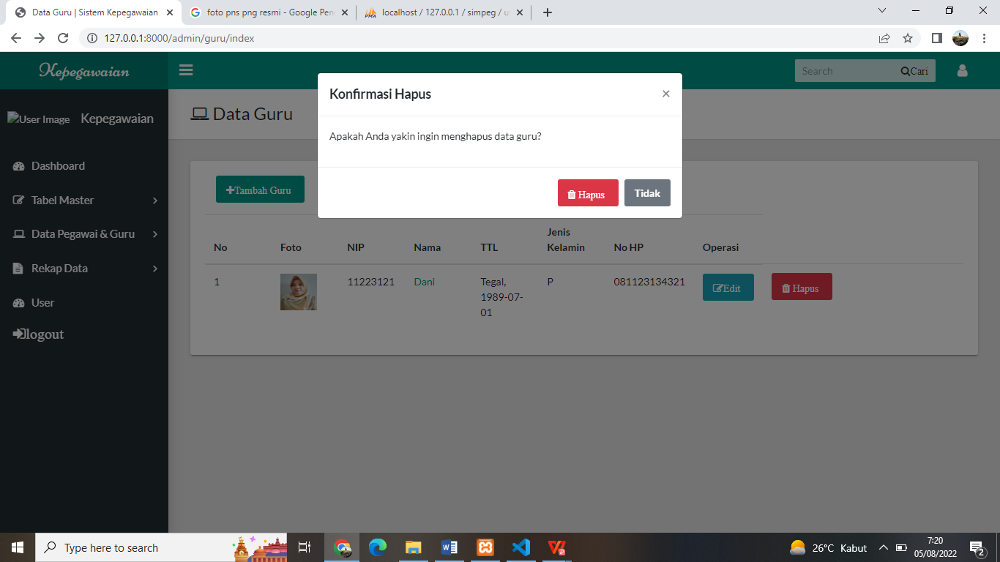 Data Guru | Sistem Kepegawaian
foto pns png resmi - Google Pen
localhost / 127.0.0.1 / simpeg / u
127.0.0.1:8000/admin/guru/index
Kepegawaian
Search
Cari
User Image
Kepegawaian
Dashboard
Tabel Master
Data Pegawai & Guru
Rekap Data
User
logout
Data Guru
Konfirmasi Hapus
×
Apakah Anda yakin ingin menghapus data guru?
Hapus
Tidak
Tambah Guru
No
Foto
NIP
Nama
TTL
Jenis
Kelamin
No HP
Operasi
1
11223121
Dani
Tegal,
1989-07-
01
P
081123134321
Edit
Hapus
Type here to search
26°C Kabut
7:20
05/08/2022
2